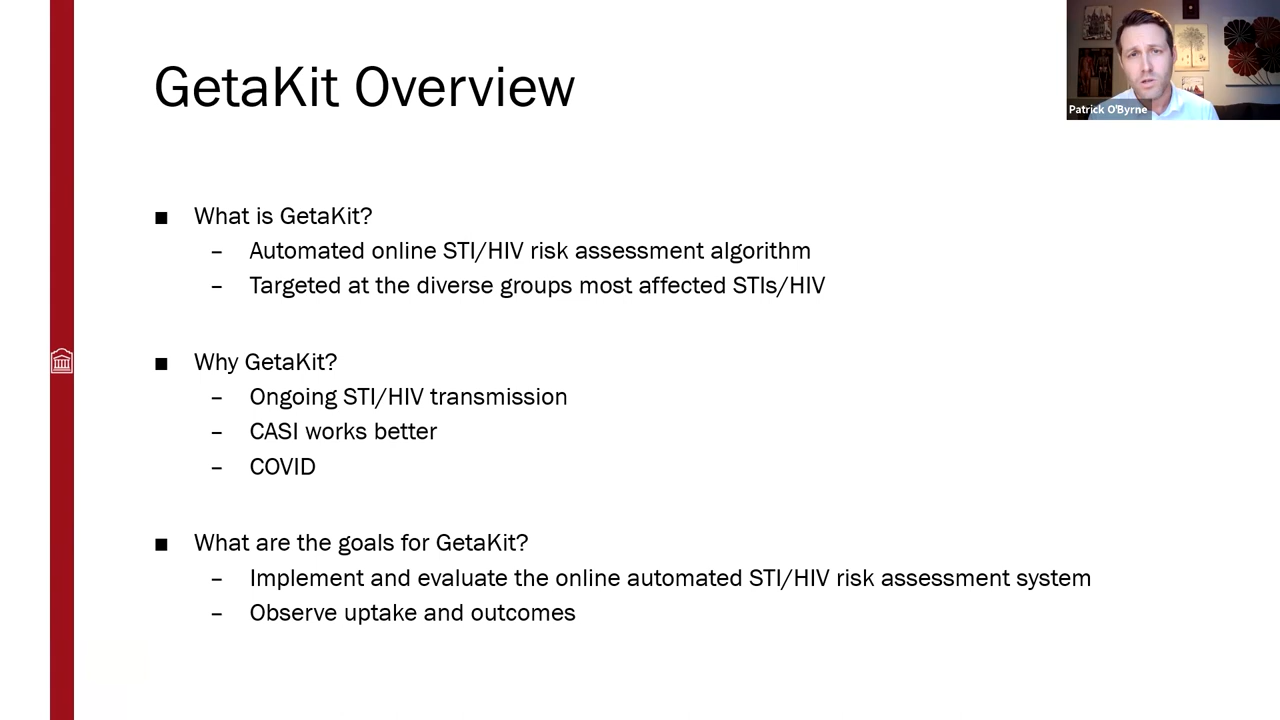 GetaKit Overview
Patrick O'Byrne
■ What is GetaKit?
– Automated online STI/HIV risk assessment algorithm
– Targeted at the diverse groups most affected STIs/HIV
■ Why GetaKit?
– Ongoing STI/HIV transmission
– CASI works better
– COVID
■ What are the goals for GetaKit?
– Implement and evaluate the online automated STI/HIV risk assessment system
– Observe uptake and outcomes